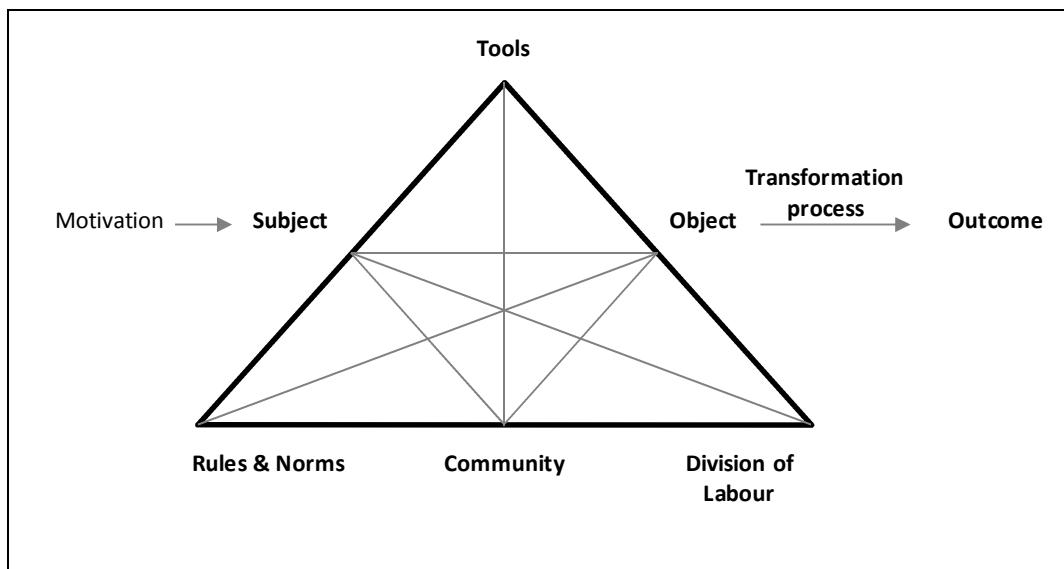 Tools
Transformation
process
Motivation
Subject
Object
Outcome
Rules & Norms
Community
Division of
Labour